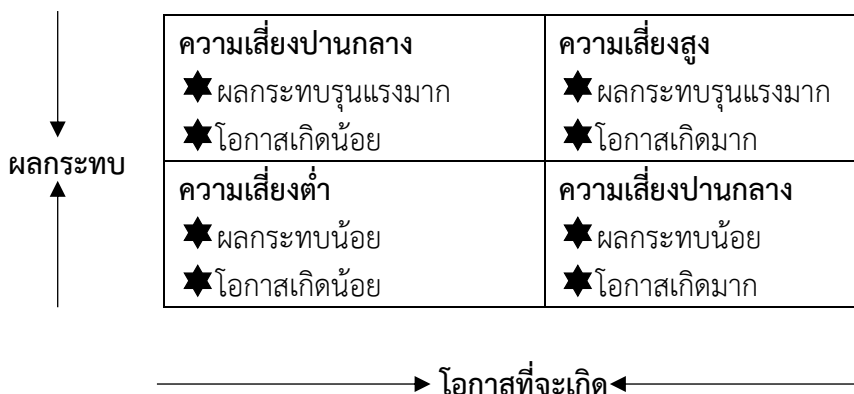 ความเสี่ยงปานกลาง
✶ผลกระทบรุนแรงมาก
✶โอกาสเกิดน้อย
ความเสี่ยงสูง
✶ผลกระทบรุนแรงมาก
✶โอกาสเกิดมาก
ผลกระทบ
ความเสี่ยงต่ำ
✶ผลกระทบน้อย
✶โอกาสเกิดน้อย
ความเสี่ยงปานกลาง
✶ผลกระทบน้อย
✶โอกาสเกิดมาก
โอกาสที่จะเกิด